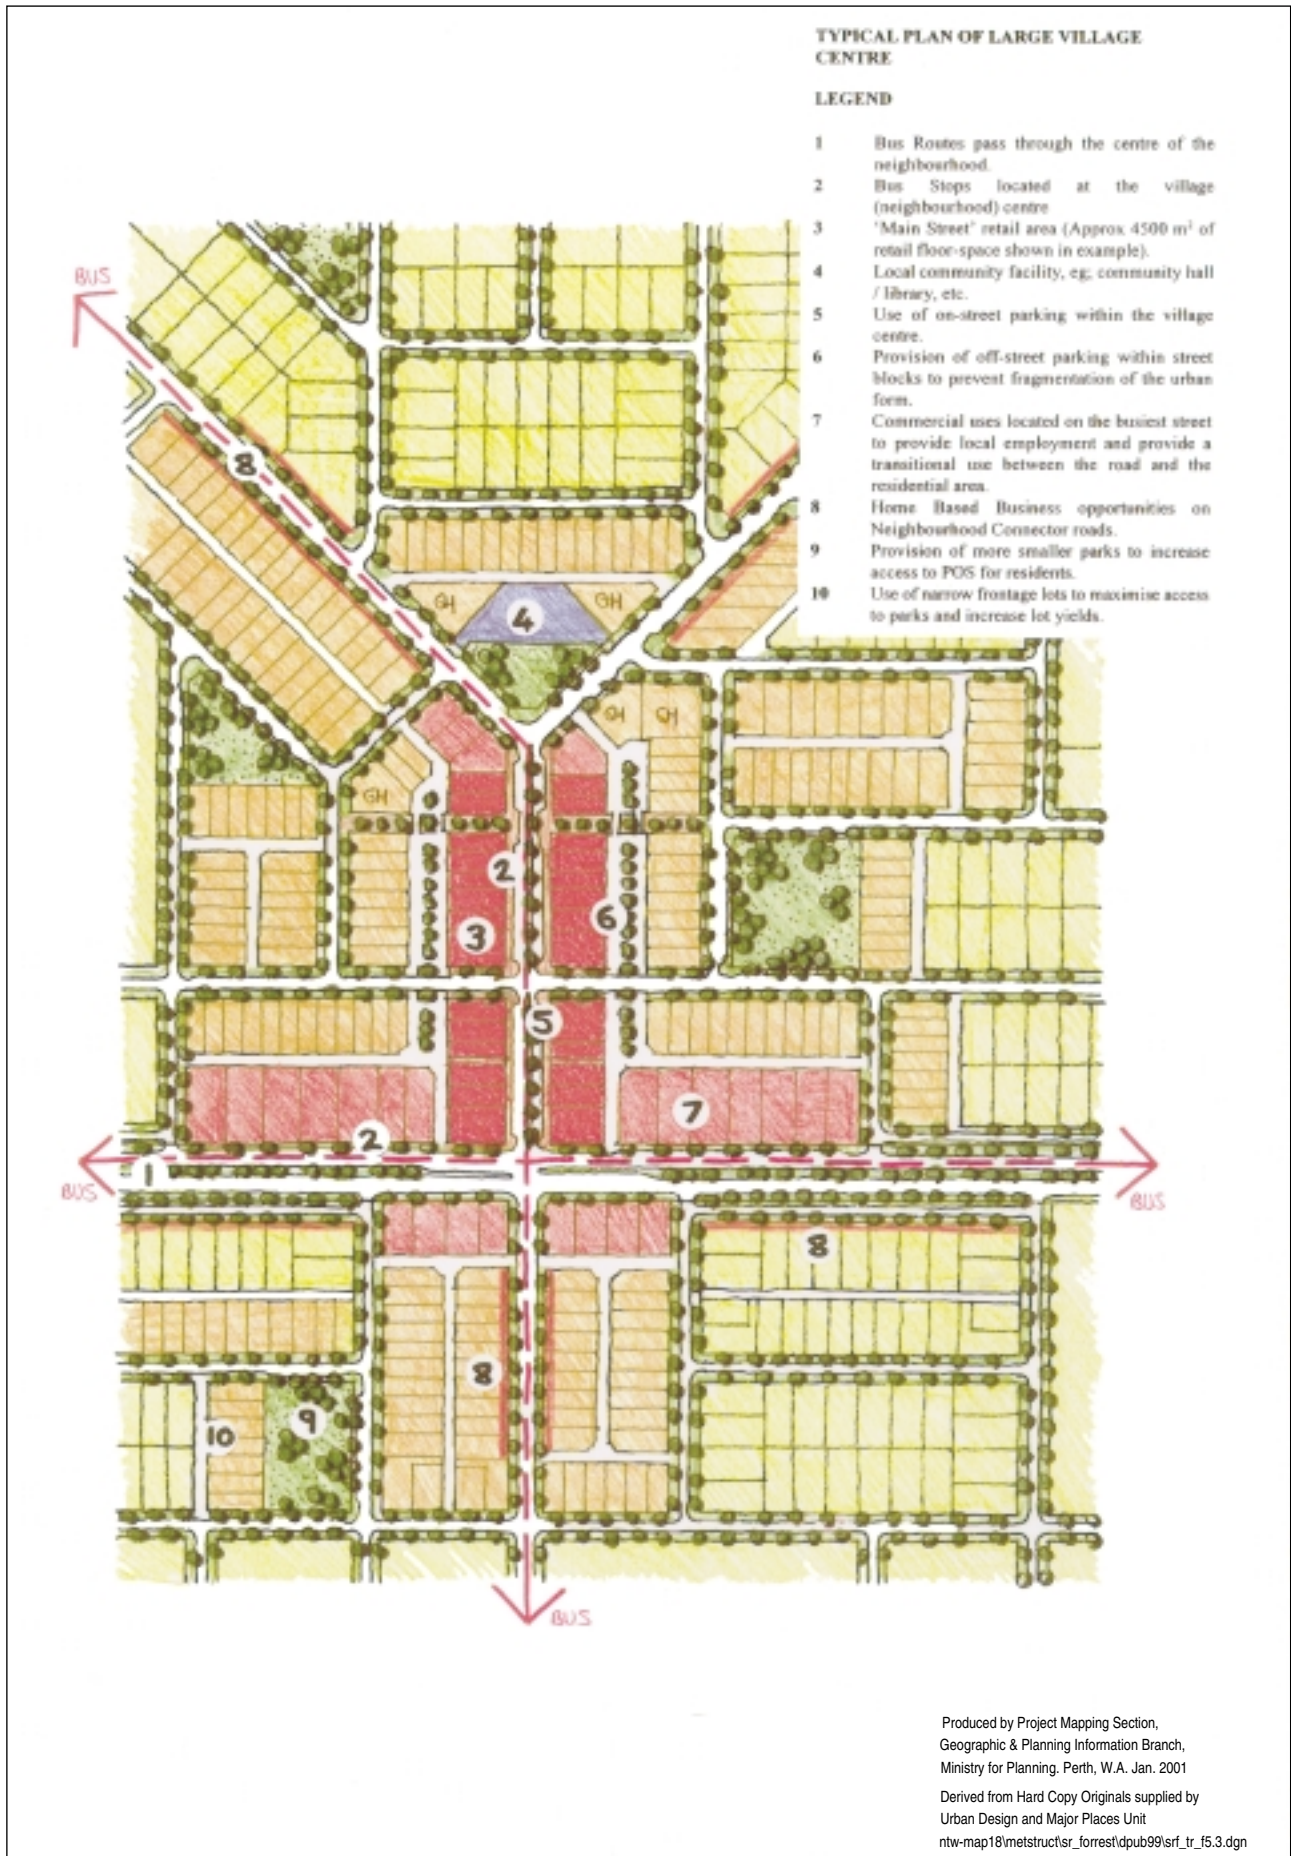 TYPICAL PLAN OF LARGE VILLAGE
CENTRE
LEGEND
1 Bus Routes pass through the centre of the
neighbourhood.
2 Bus Stops located at the village
(neighbourhood) centre
3 'Main Street' retail area (Approx 4500 m² of
retail floor-space shown in example).
4 Local community facility, eg; community hall
/ library, etc.
5 Use of on-street parking within the village
centre.
6 Provision of off-street parking within street
blocks to prevent fragmentation of the urban
form.
7 Commercial uses located on the busiest street
to provide local employment and provide a
transitional use between the road and the
residential area.
8 Home Based Business opportunities on
Neighbourhood Connector roads.
9 Provision of more smaller parks to increase
access to POS for residents.
10 Use of narrow frontage lots to maximise access
to parks and increase lot yields.
BUS
8
GH
4
GH
GH
GH
GH
2
3
6
5
7
2
1
BUS
BUS
8
8
9
10
BUS
Produced by Project Mapping Section,
Geographic & Planning Information Branch,
Ministry for Planning. Perth, W.A. Jan. 2001
Derived from Hard Copy Originals supplied by
Urban Design and Major Places Unit
ntw-map18\metstruct\sr_forrest\dpub99\srf_tr_f5.3.dgn